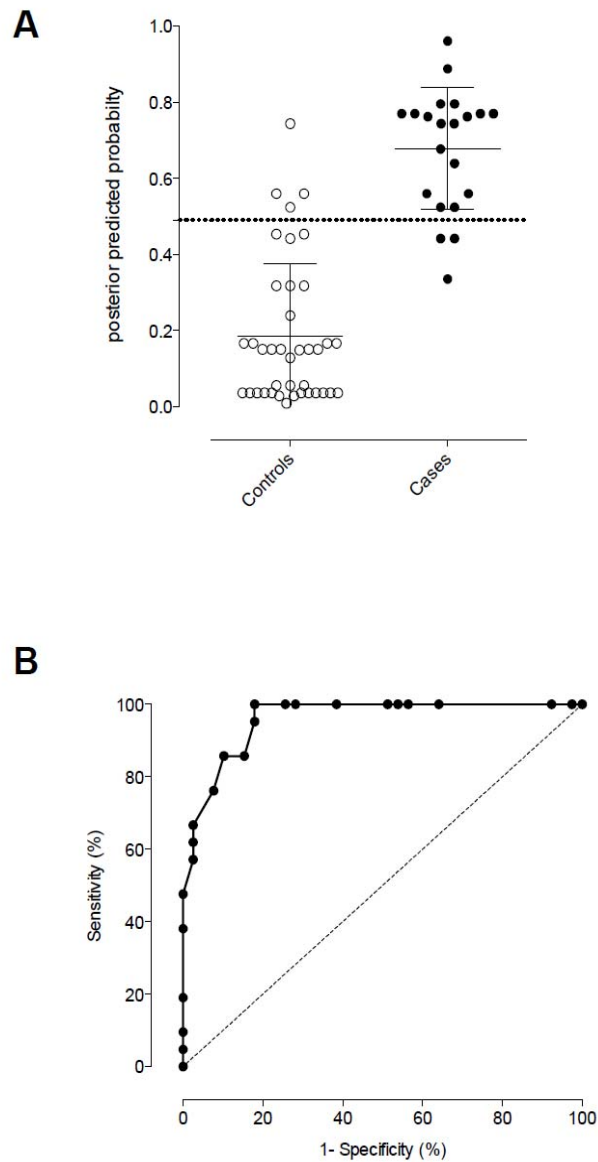 A
posterior predicted probabilty
1.0
0.8
0.6
0.4
0.2
0.0
Controls
Cases
B
Sensitivity (%)
100
80
60
40
20
0
0 20 40 60 80 100
1- Specificity (%)